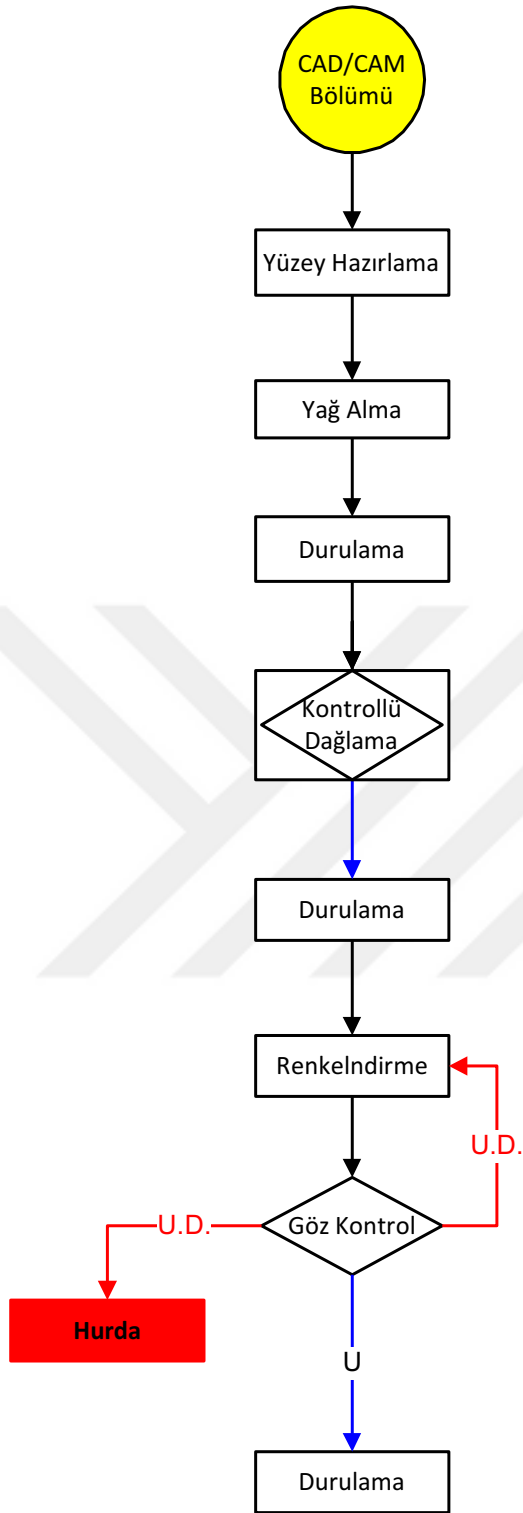 CAD/CAM
Bölümü
Yüzey Hazırlama
Yağ Alma
Durulama
Kontrollü
Dağlama
Durulama
Renkelndirme
U.D.
U.D.
Göz Kontrol
Hurda
U
Durulama